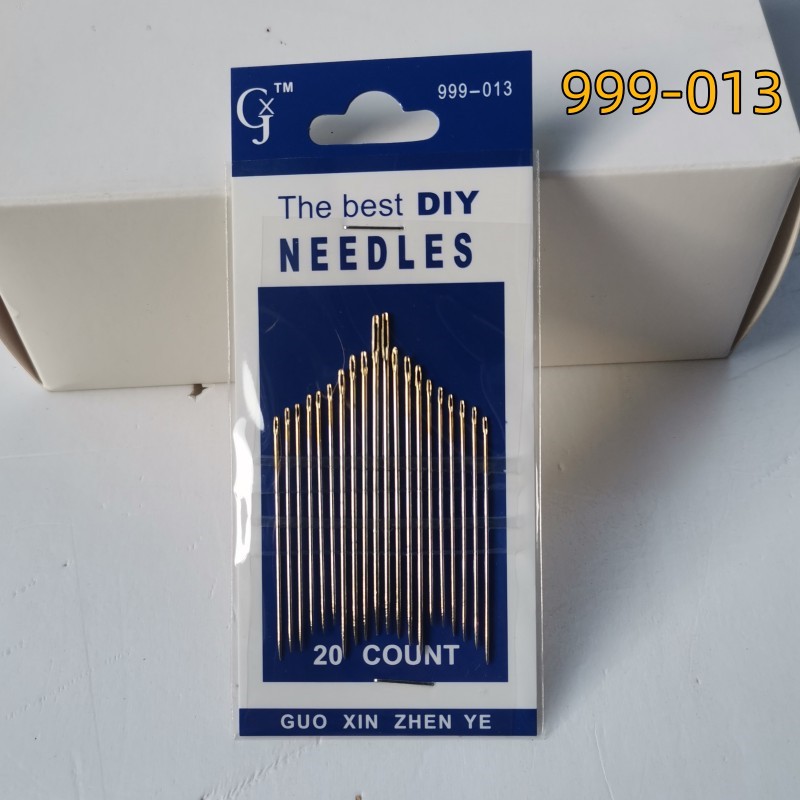 GxJ™
999-013
999-013
The best DIY
NEEDLES
20 COUNT
GUO XIN ZHEN YE